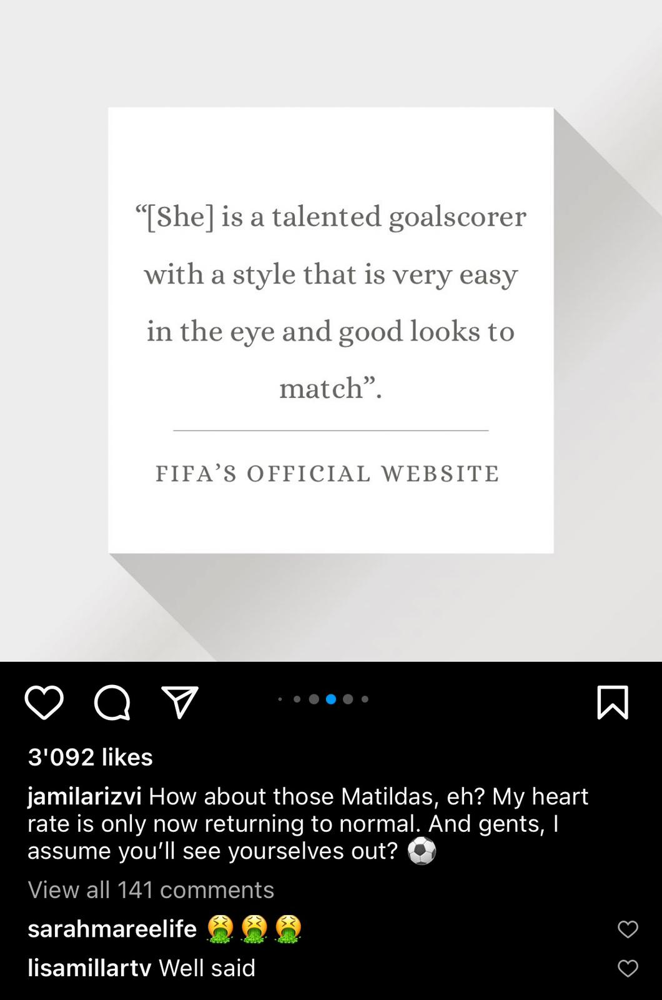 “[She] is a talented goalscorer
with a style that is very easy
in the eye and good looks to
match”.
FIFA’S OFFICIAL WEBSITE
3'092 likes
jamilarizvi How about those Matildas, eh? My heart
rate is only now returning to normal. And gents, I
assume you’ll see yourselves out? ⚽
View all 141 comments
sarahmareelife 🤮🤮🤮
lisamillartv Well said